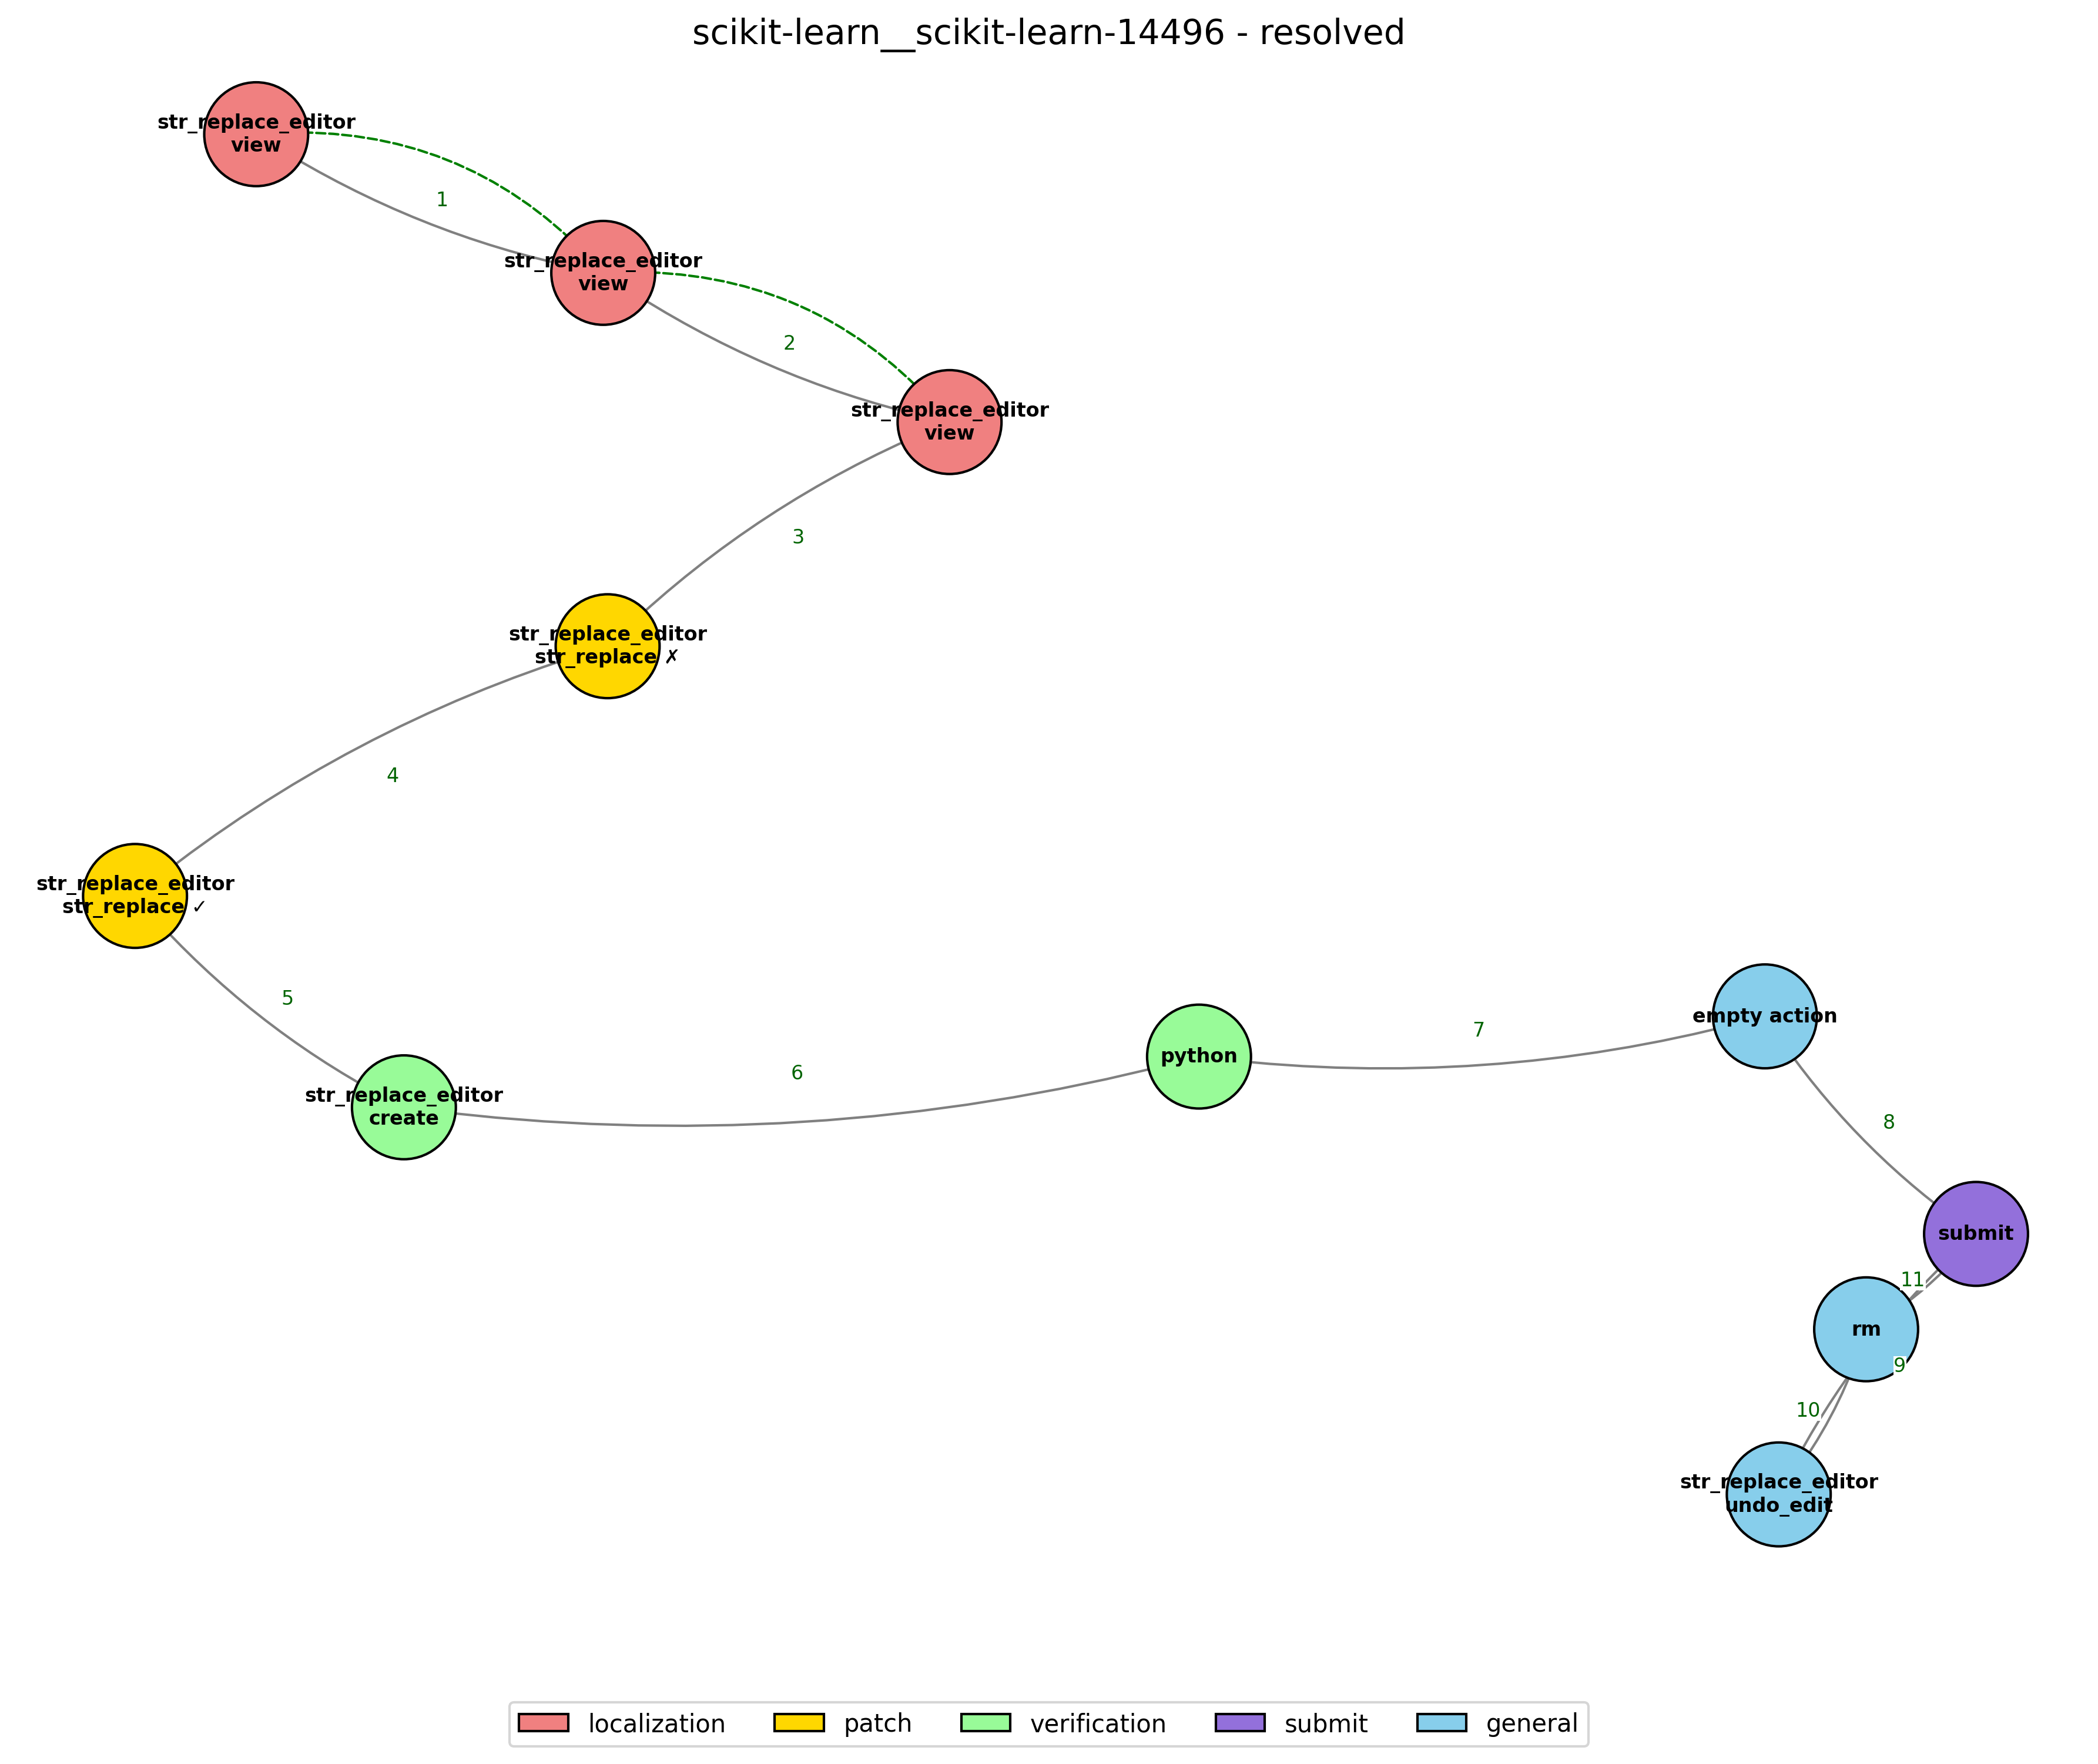 scikit-learn__scikit-learn-14496 - resolved
str_replace_editor
view
1
str_replace_editor
view
2
str_replace_editor
view
3
str_replace_editor
str_replace ✗
4
str_replace_editor
str_replace ✓
5
str_replace_editor
create
6
python
7
empty action
8
submit
11
rm
9
10
str_replace_editor
undo_edit
localization
patch
verification
submit
general